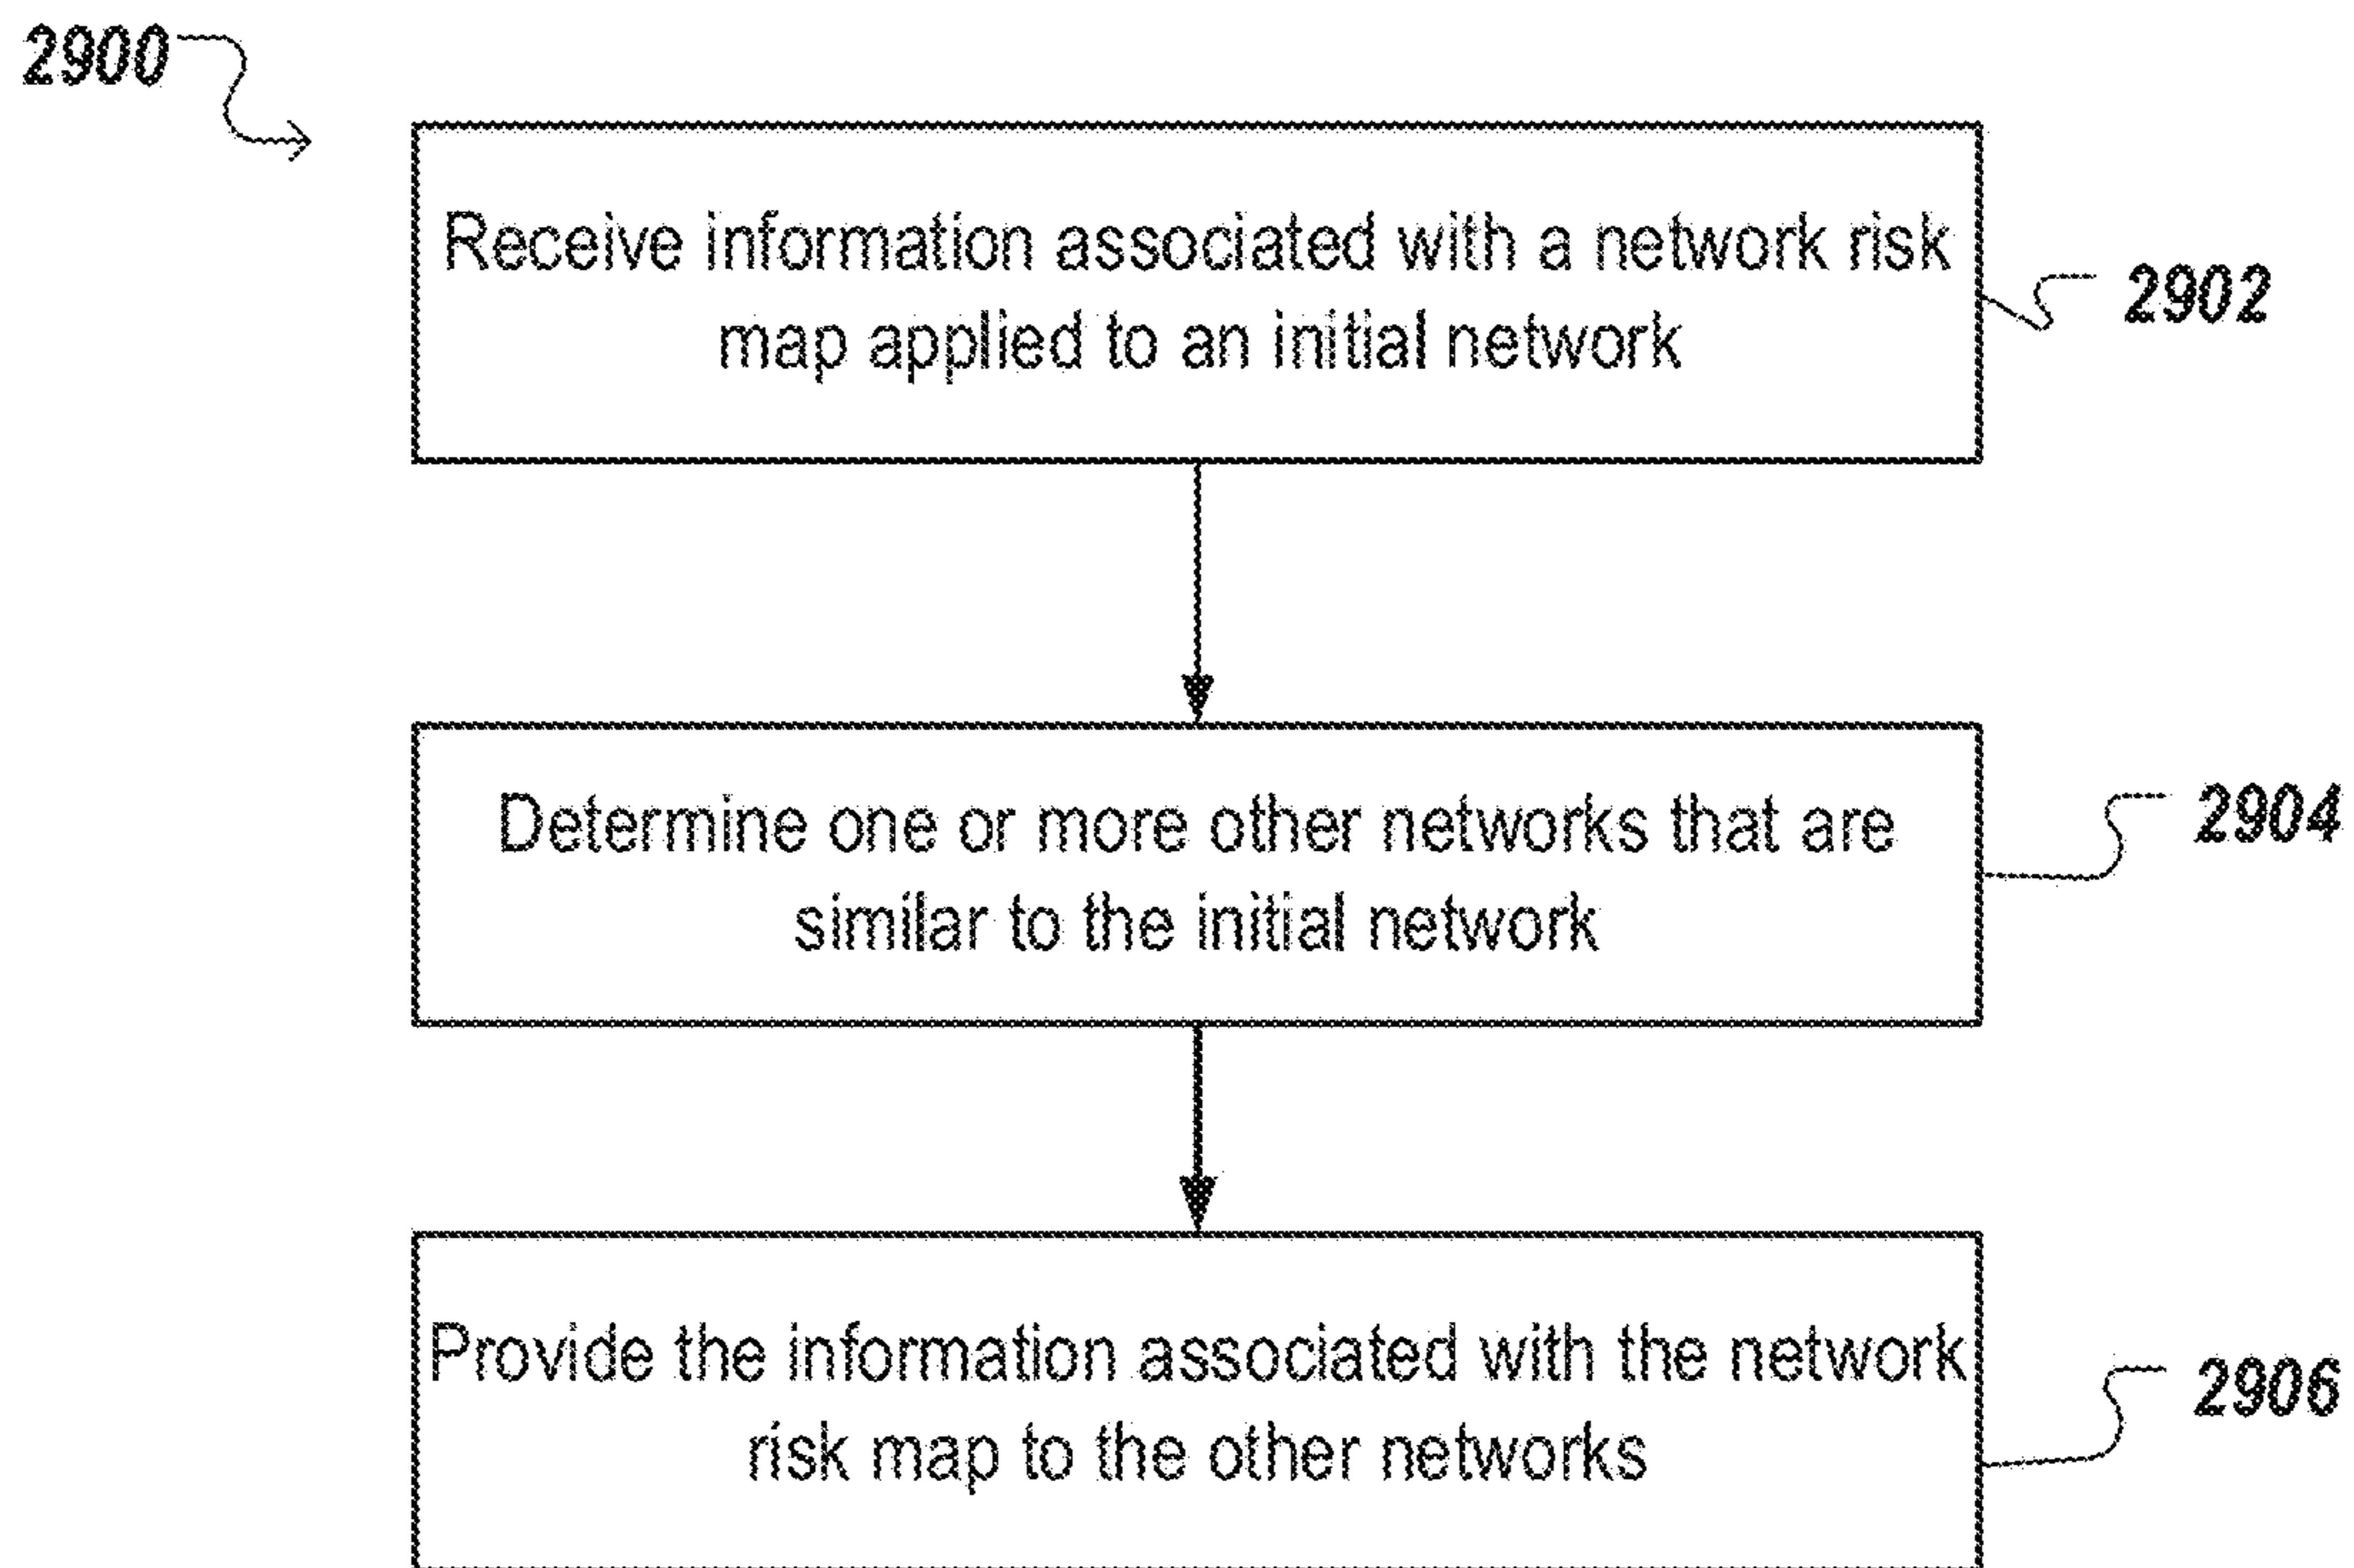 2900
Receive information associated with a network risk
map applied to an initial network
2902
Determine one or more other networks that are
similar to the initial network
2904
Provide the information associated with the network
risk map to the other networks
2906